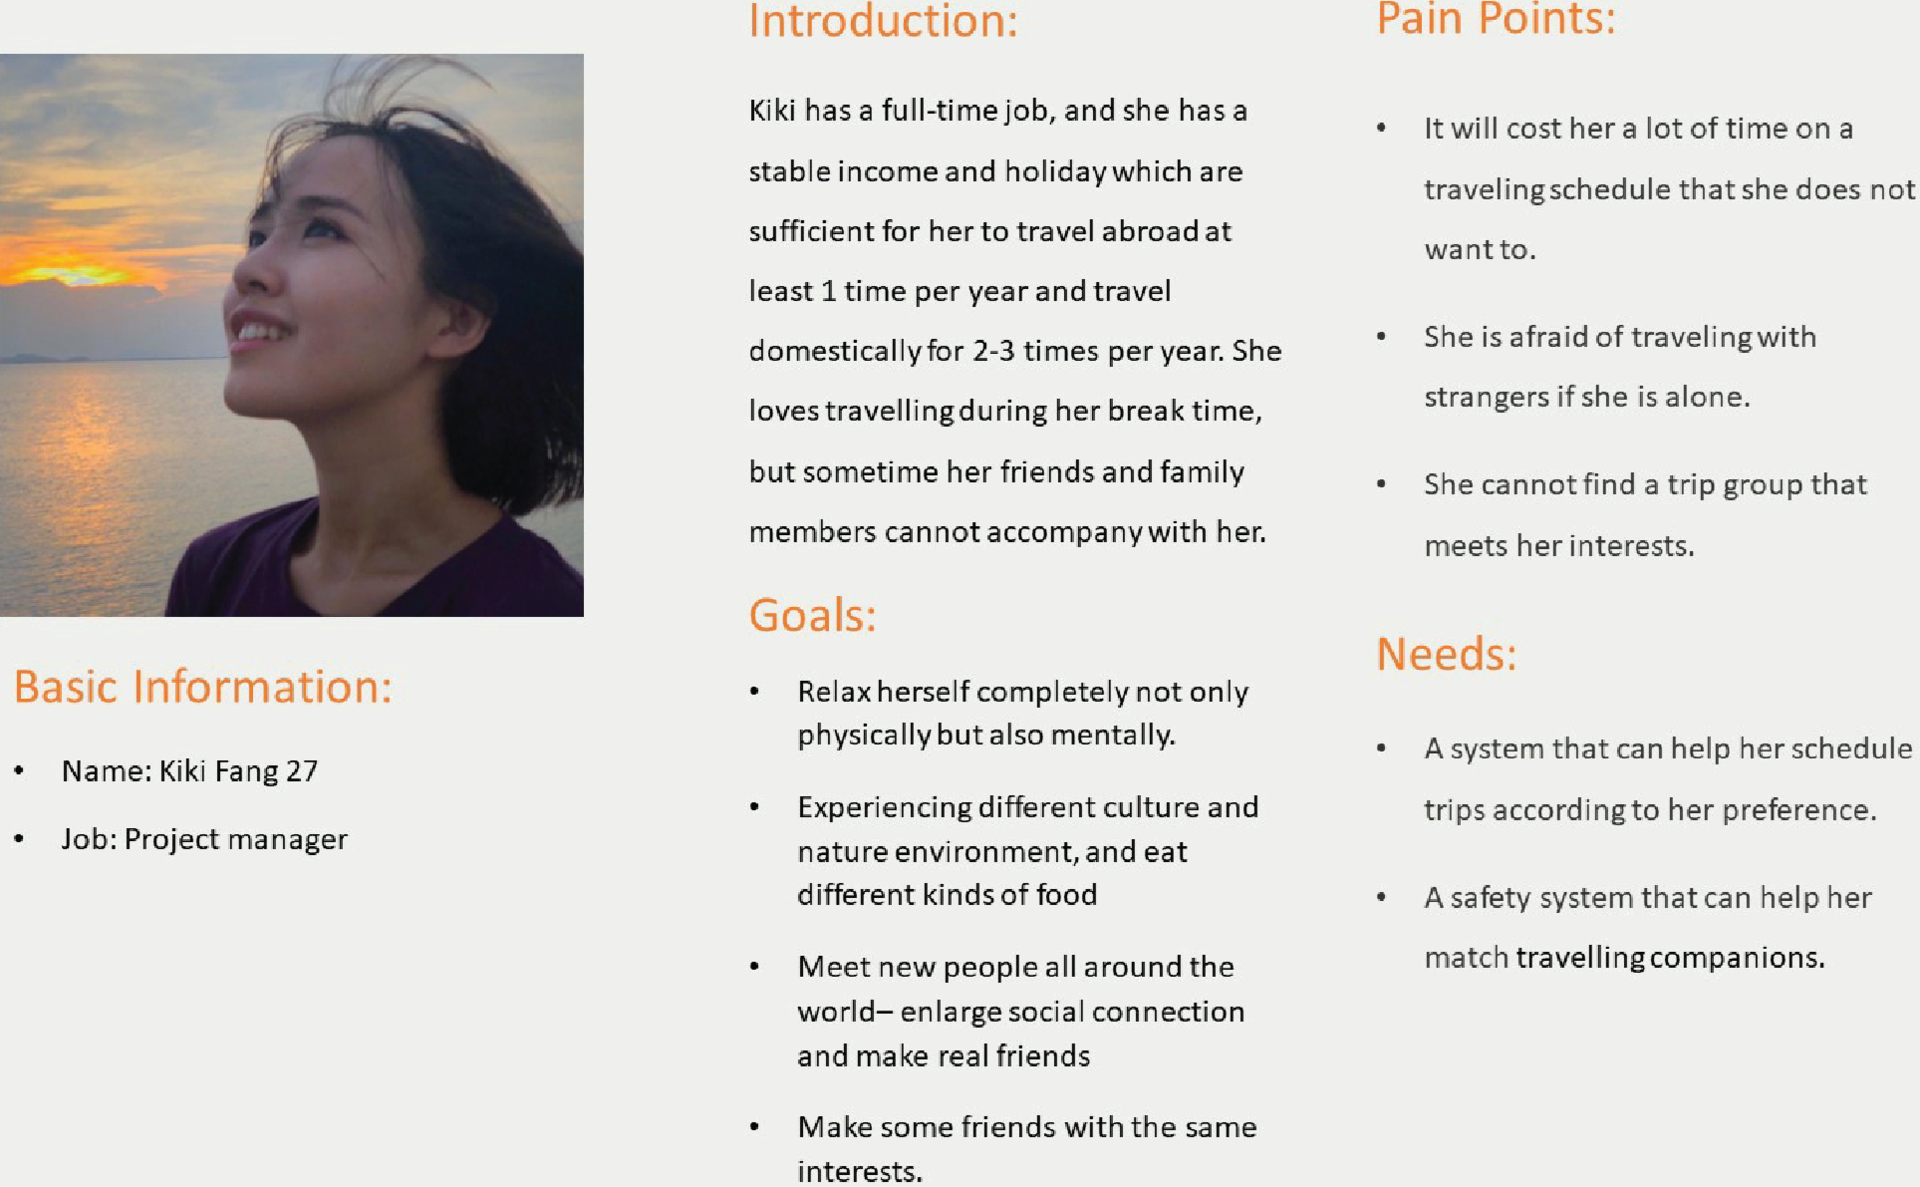 Basic Information:
• Name: Kiki Fang 27
• Job: Project manager
Introduction:
Kiki has a full-time job, and she has a
stable income and holiday which are
sufficient for her to travel abroad at
least 1 time per year and travel
domestically for 2-3 times per year. She
loves travelling during her break time,
but sometime her friends and family
members cannot accompany with her.
Goals:
• Relax herself completely not only
physically but also mentally.
• Experiencing different culture and
nature environment, and eat
different kinds of food
• Meet new people all around the
world– enlarge social connection
and make real friends
• Make some friends with the same
interests.
Pain Points:
• It will cost her a lot of time on a
traveling schedule that she does not
want to.
• She is afraid of traveling with
strangers if she is alone.
• She cannot find a trip group that
meets her interests.
Needs:
• A system that can help her schedule
trips according to her preference.
• A safety system that can help her
match travelling companions.